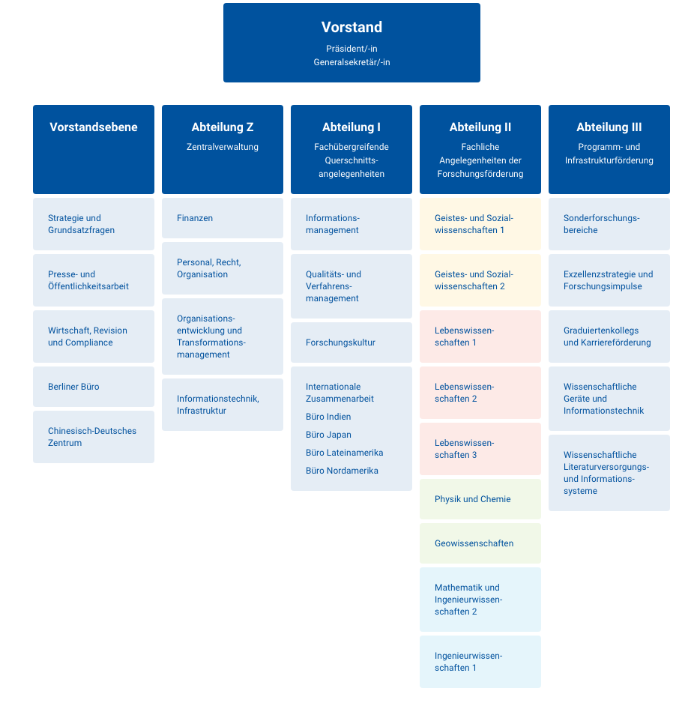 Vorstand
Präsident/-in
Generalsekretär/-in
Vorstandsebene
Strategie und
Grundsatzfragen
Presse- und
Öffentlichkeitsarbeit
Wirtschaft, Revision
und Compliance
Berliner Büro
Chinesisch-Deutsches
Zentrum
Abteilung Z
Zentralverwaltung
Finanzen
Personal, Recht,
Organisation
Organisations-
entwicklung und
Transformations-
management
Informationstechnik,
Infrastruktur
Abteilung I
Fachübergreifende
Querschnitts-
angelegenheiten
Informations-
management
Qualitäts- und
Verfahrens-
management
Forschungskultur
Internationale
Zusammenarbeit
Büro Indien
Büro Japan
Büro Lateinamerika
Büro Nordamerika
Abteilung II
Fachliche
Angelegenheiten der
Forschungsförderung
Geistes- und Sozial-
wissenschaften 1
Geistes- und Sozial-
wissenschaften 2
Lebenswissen-
schaften 1
Lebenswissen-
schaften 2
Lebenswissen-
schaften 3
Physik und Chemie
Geowissenschaften
Mathematik und
Ingenieurwissen-
schaften 2
Ingenieurwissen-
schaften 1
Abteilung III
Programm- und
Infrastrukturförderung
Sonderforschungs-
bereiche
Exzellenzstrategie und
Forschungsimpulse
Graduiertenkollegs
und Karriereförderung
Wissenschaftliche
Geräte und
Informationstechnik
Wissenschaftliche
Literaturversorgungs-
und Informations-
systeme